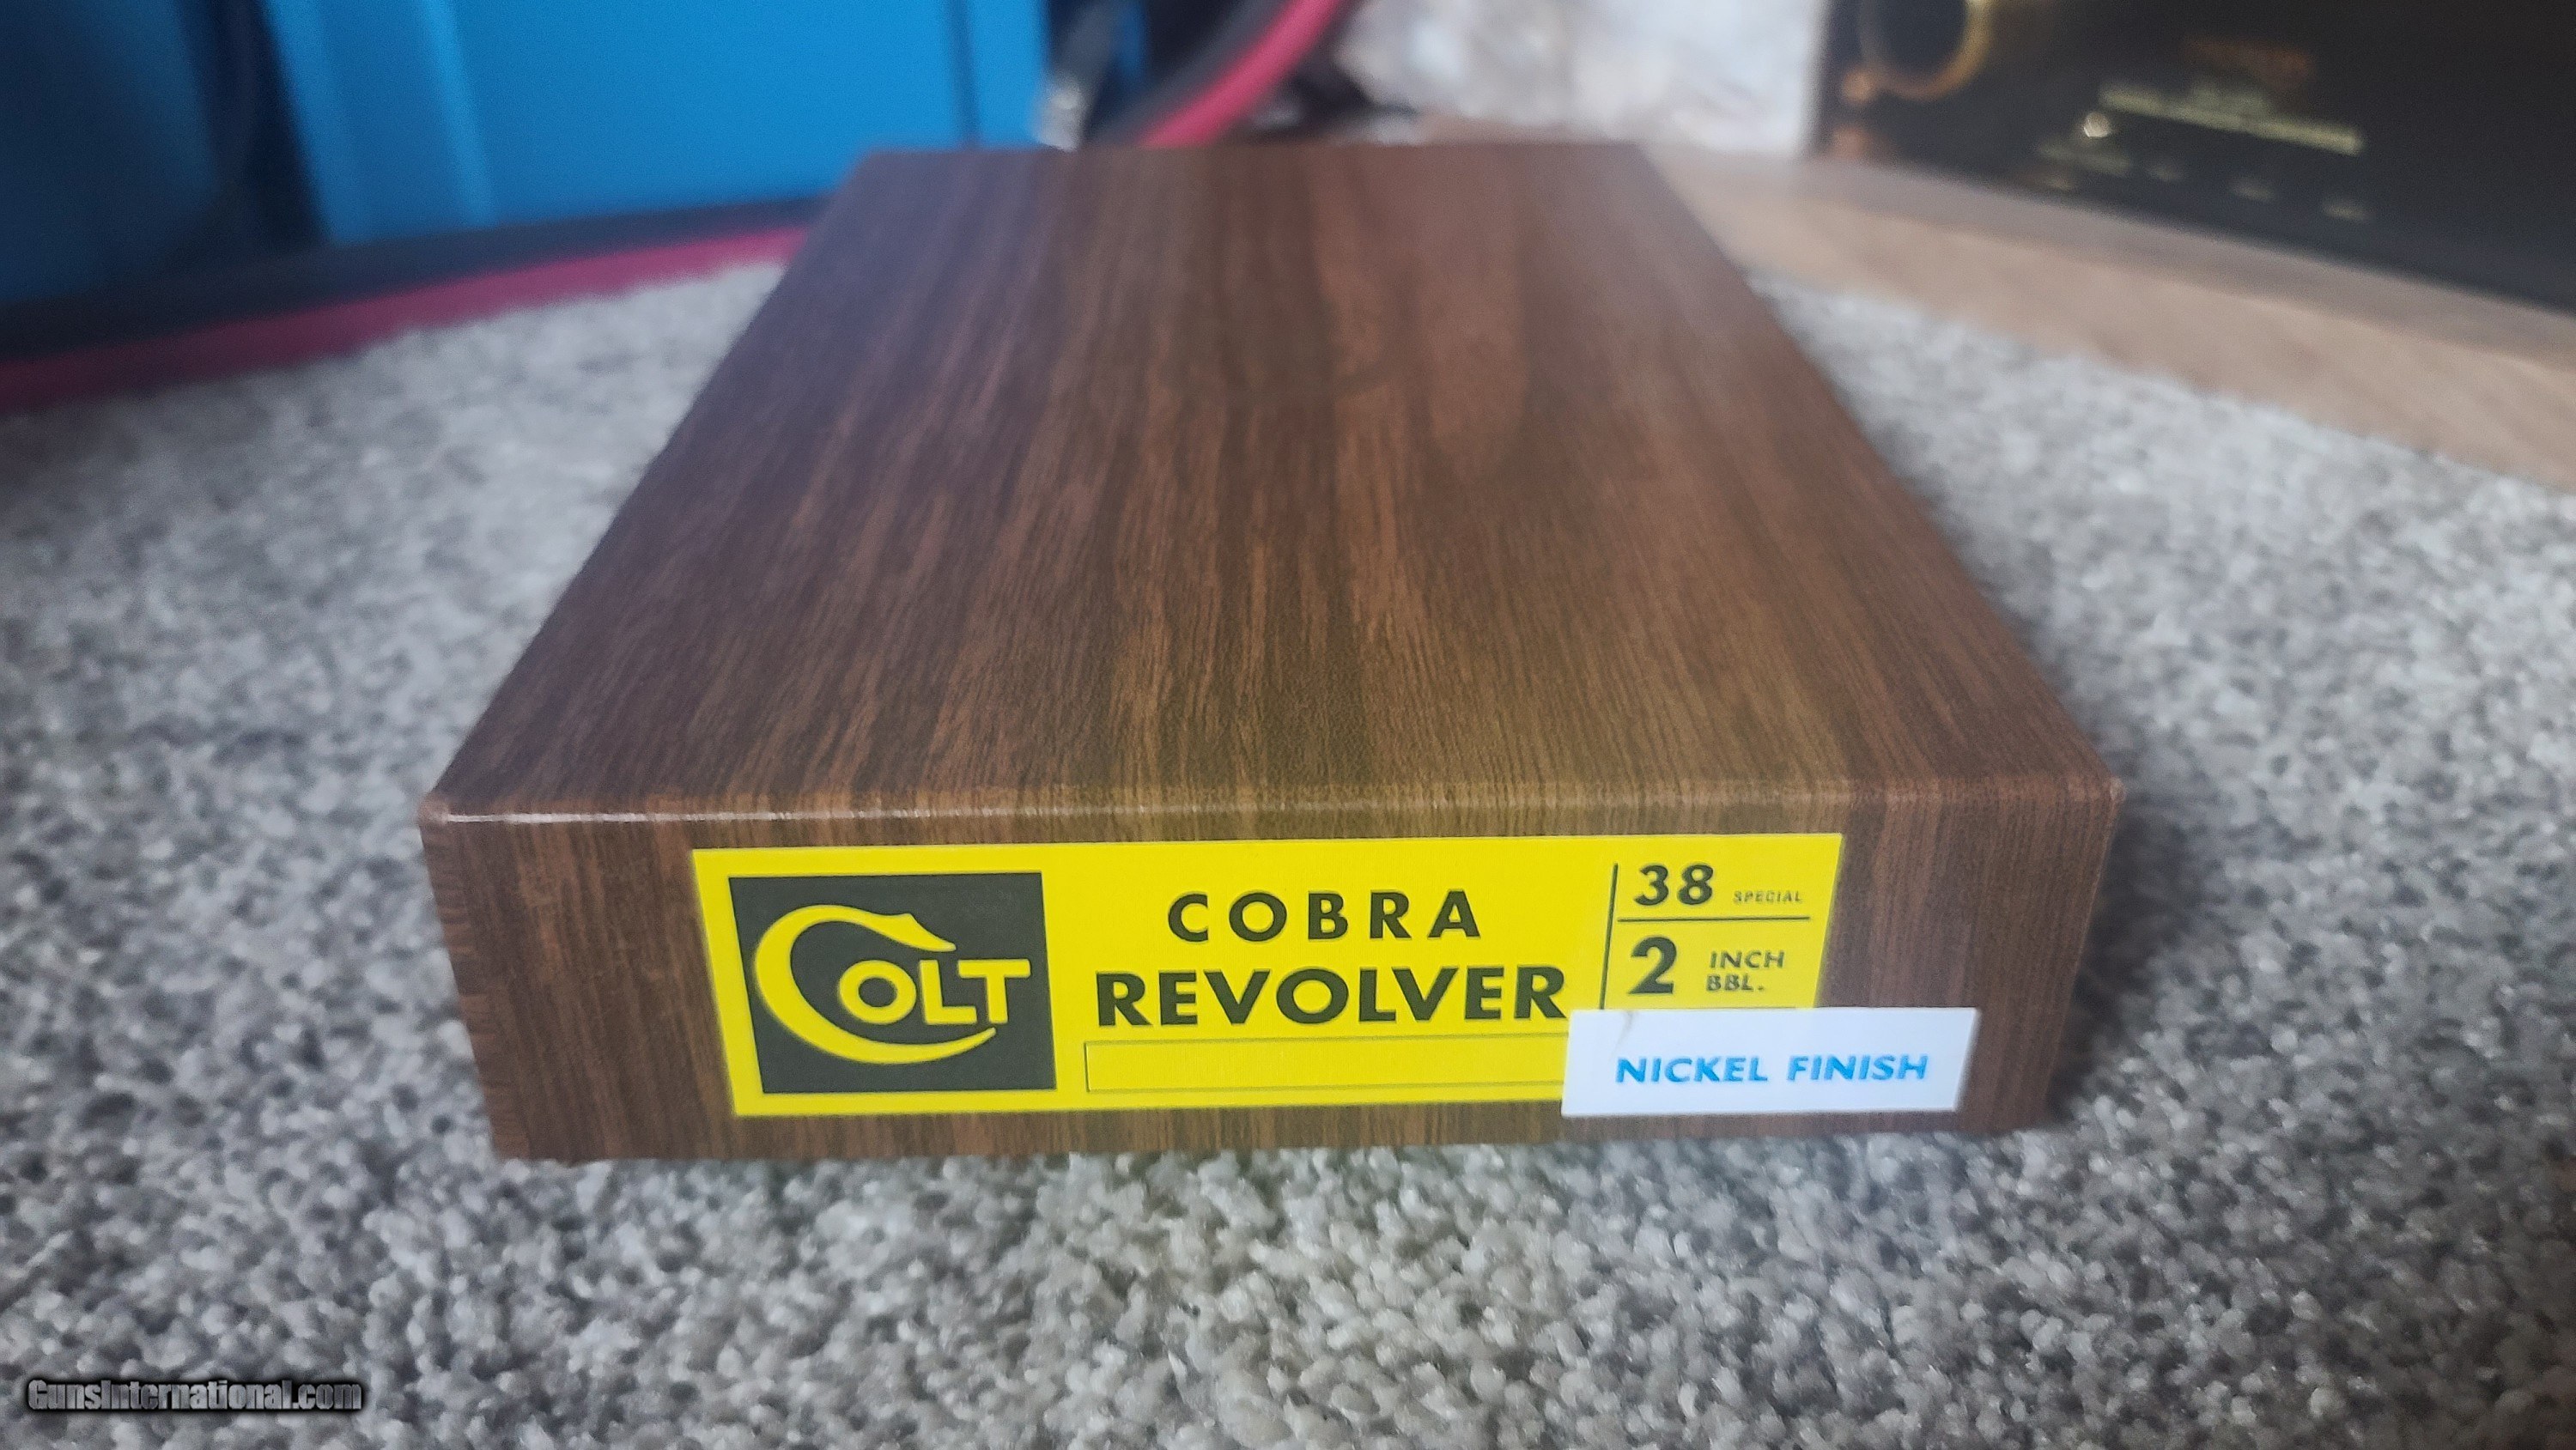 COLT
COBRA
REVOLVER
38 SPECIAL
2 INCH
BBL.
NICKEL FINISH
GunsInternational.com